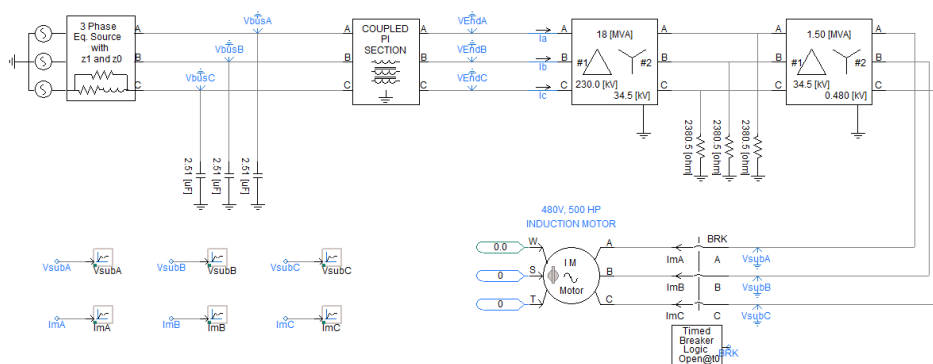 3 Phase
Eq. Source
with
z1 and z0
A
B
C
VbusA
VbusB
VbusC
A
B
C
COUPLED
PI
SECTION
A
B
C
VEndA
VEndB
VEndC
Ia
Ib
Ic
A
B
C
18 [MVA]
#1
#2
230.0 [kV]
34.5 [kV]
A
B
C
A
B
C
1.50 [MVA]
#1
#2
34.5 [kV]
0.480 [kV]
A
B
C
2.51
[uF]
2.51
[uF]
2.51
[uF]
2380.5
[ohm]
2380.5
[ohm]
2380.5
[ohm]
480V, 500 HP
INDUCTION MOTOR
0.0
W
0
S
0
T
I M
Motor
A
B
C
ImA
ImB
ImC
BRK
A
B
C
VsubA
VsubB
VsubC
Timed
Breaker
Logic
Open@t0
BRK
VsubA
VsubA
VsubB
VsubB
VsubC
VsubC
ImA
ImA
ImB
ImB
ImC
ImC